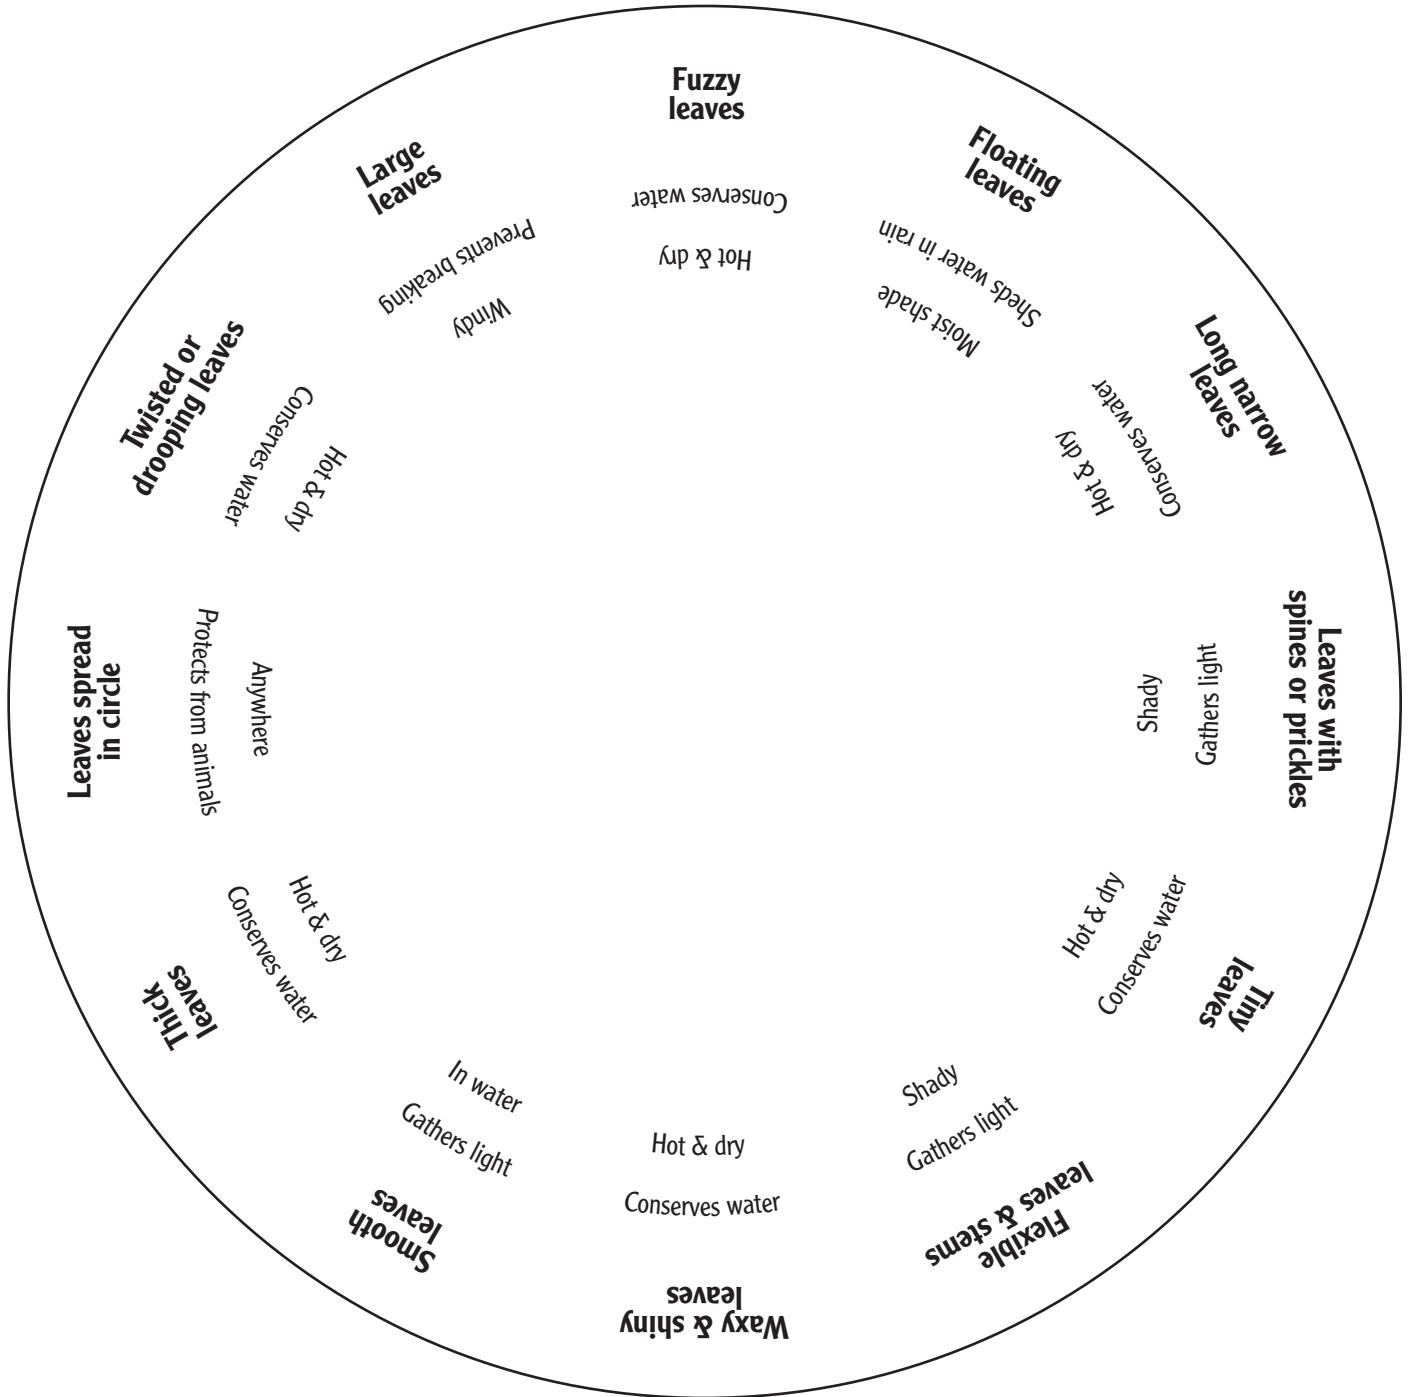 Fuzzy
leaves
Conserves water
Hot & dry
Floating
leaves
Sheds water in rain
Moist shade
Long narrow
leaves
Conserves water
Hot & dry
Leaves with
spines or prickles
Gathers light
Shady
Tiny
leaves
Conserves water
Hot & dry
Flexible
leaves & stems
Gathers light
Shady
Waxy & shiny
leaves
Conserves water
Hot & dry
Smooth
leaves
Gathers light
In water
Thick
leaves
Conserves water
Hot & dry
Leaves spread
in circle
Protects from animals
Anywhere
Twisted or
drooping leaves
Conserves water
Hot & dry
Large
leaves
Prevents breaking
Windy